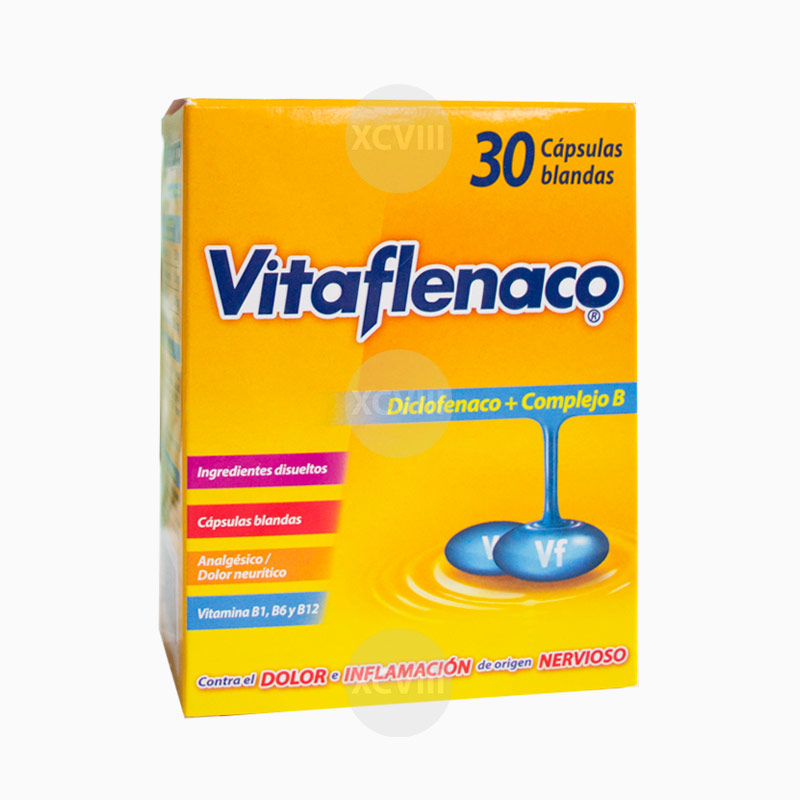 XCVIII
30 Cápsulas
blandas
Vitaflenaco®
XCVIII
Diclofenaco + Complejo B
Ingredientes disueltos
Cápsulas blandas
Analgésico /
Dolor neurítico
Vitamina B1, B6 y B12
V
Vf
Contra el DOLOR e INFLAMACIÓN de origen NERVIOSO
XCVIII